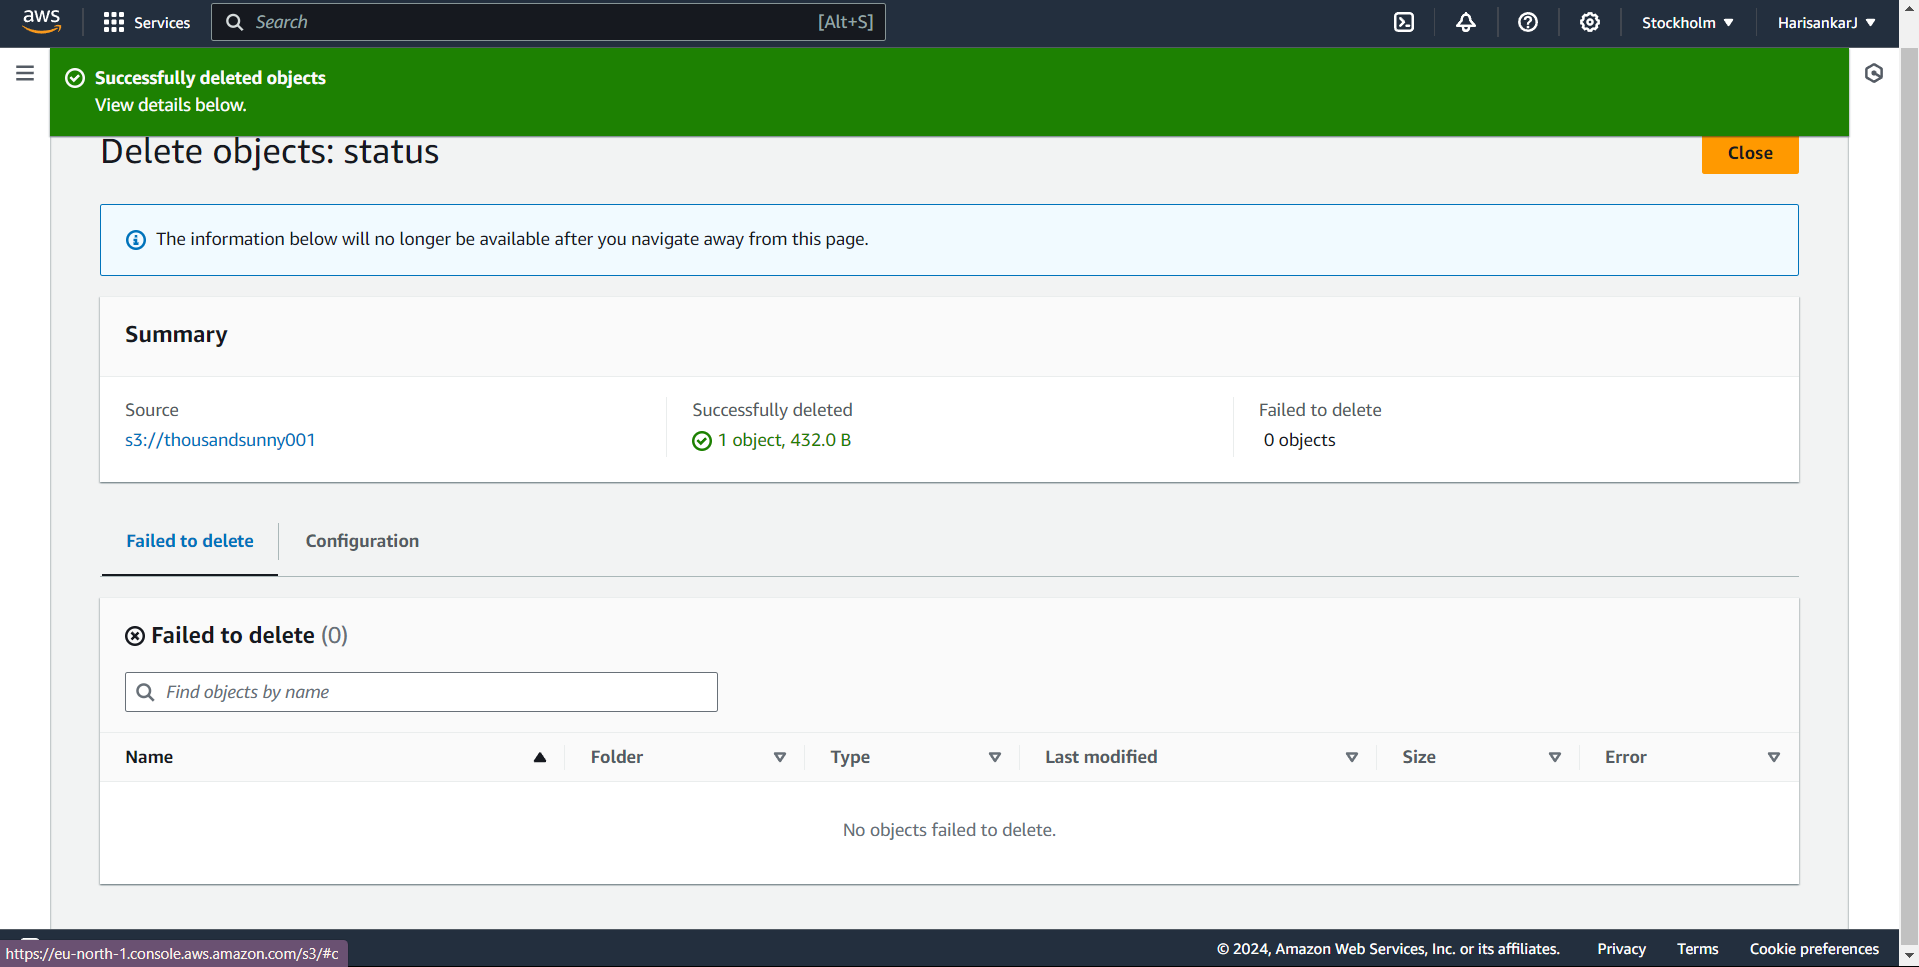 aws
Services
Search
[Alt+S]
Stockholm
HarisankarJ
Successfully deleted objects
View details below.
Delete objects: status
Close
The information below will no longer be available after you navigate away from this page.
Summary
Source
s3://thousandsunny001
Successfully deleted
1 object, 432.0 B
Failed to delete
0 objects
Failed to delete
Configuration
Failed to delete (0)
Find objects by name
Name
Folder
Type
Last modified
Size
Error
No objects failed to delete.
https://eu-north-1.console.aws.amazon.com/s3/#c
© 2024, Amazon Web Services, Inc. or its affiliates.
Privacy
Terms
Cookie preferences